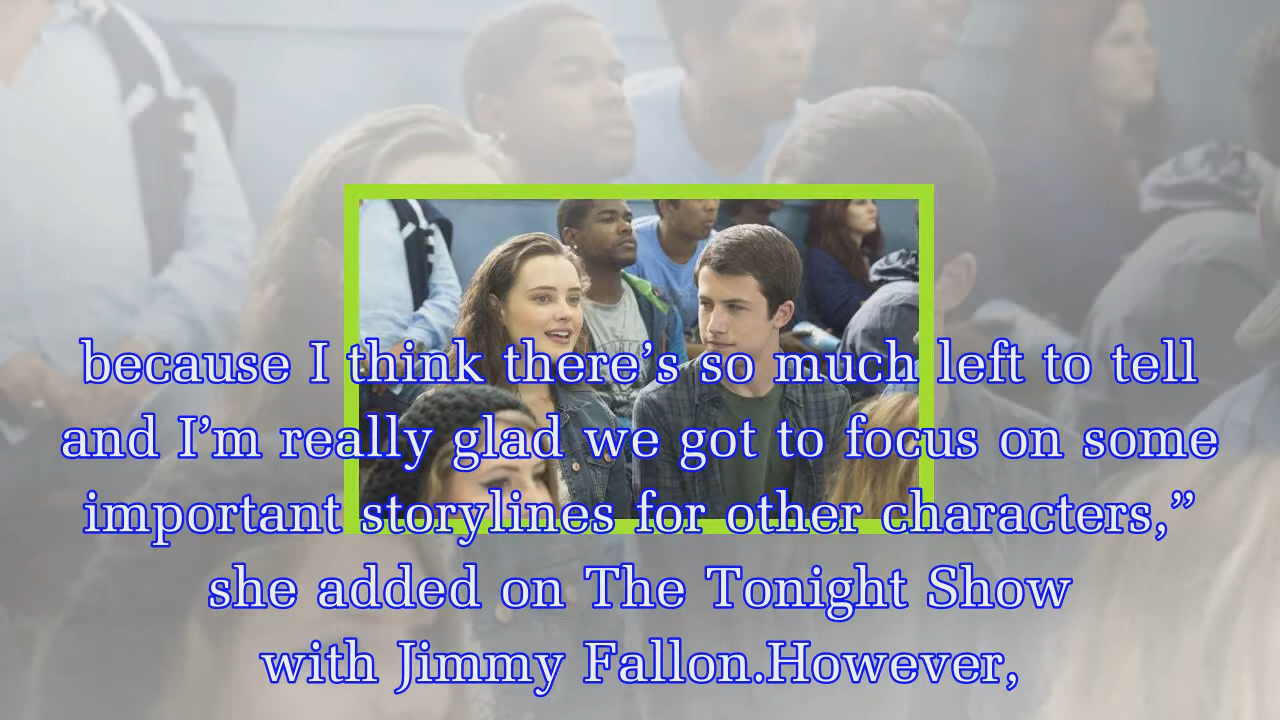 because I think there’s so much left to tell
and I’m really glad we got to focus on some
important storylines for other characters,”
she added on The Tonight Show
with Jimmy Fallon.However,